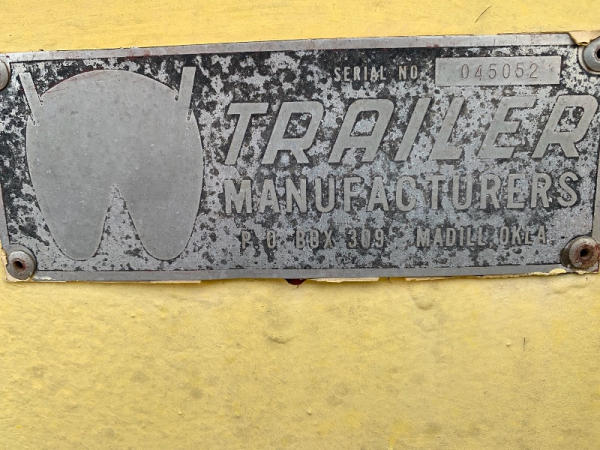 SERIAL NO. 045052
W TRAILER
MANUFACTURERS
P.O. BOX 309 MADILL, OKLA.